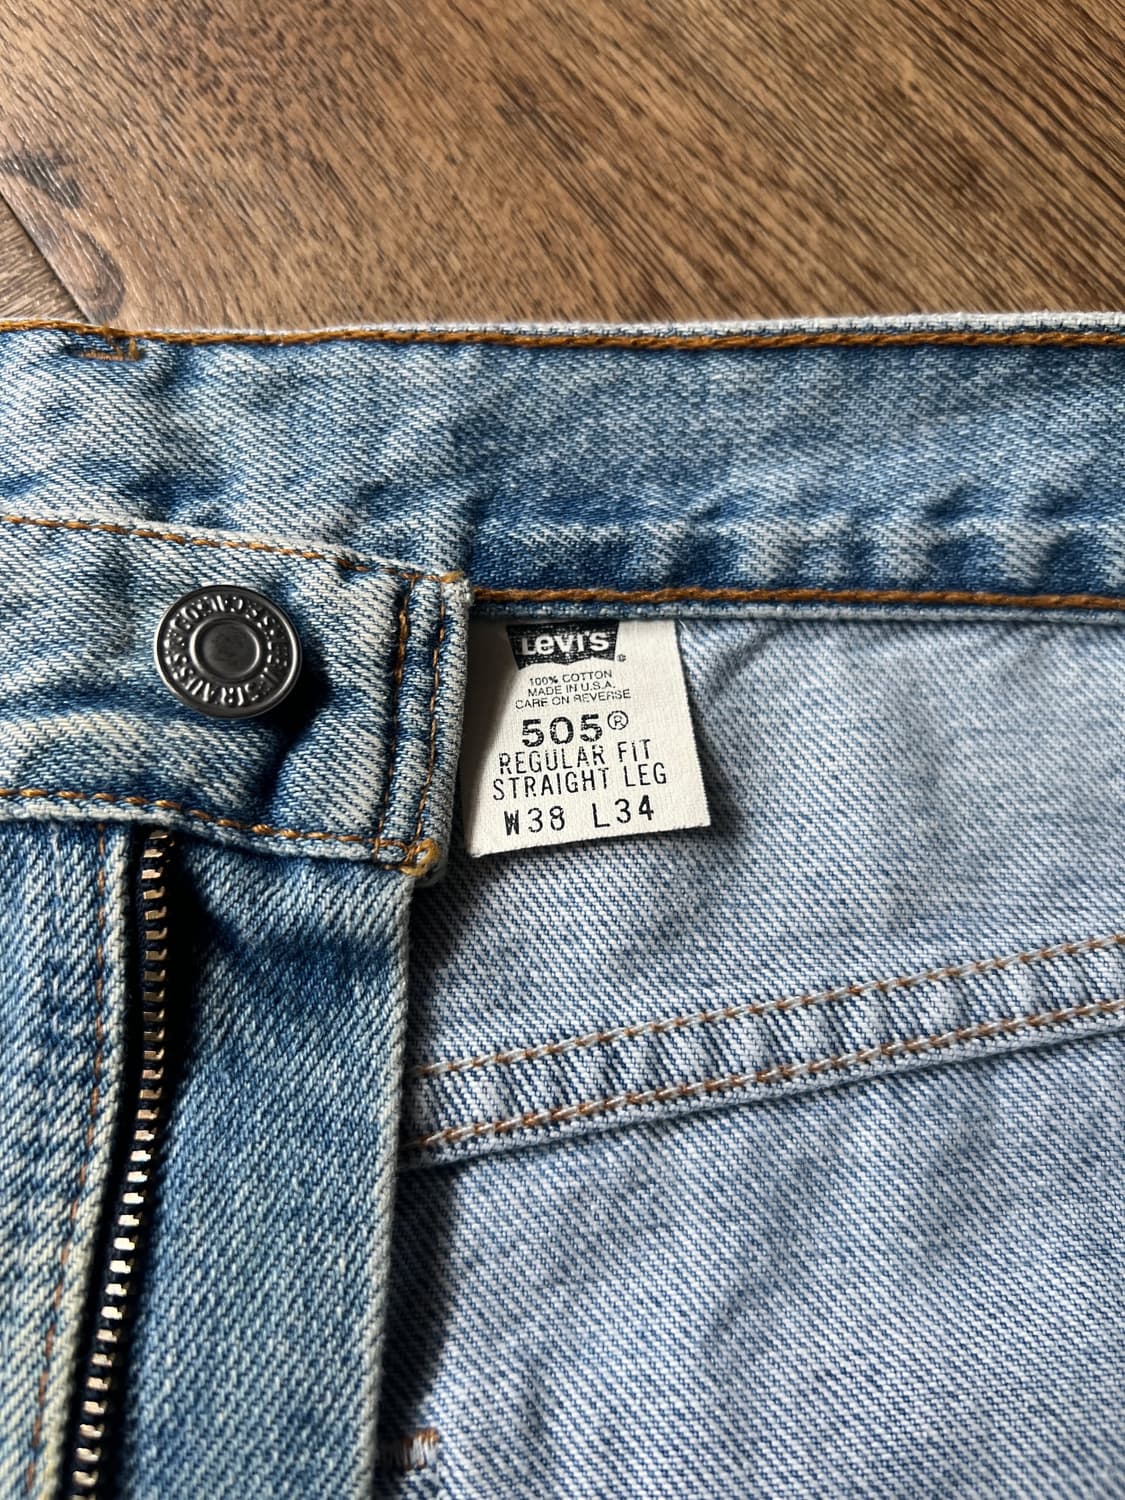 Levi's
100% COTTON
MADE IN U.S.A.
CARE ON REVERSE
505®
REGULAR FIT
STRAIGHT LEG
W38 L34